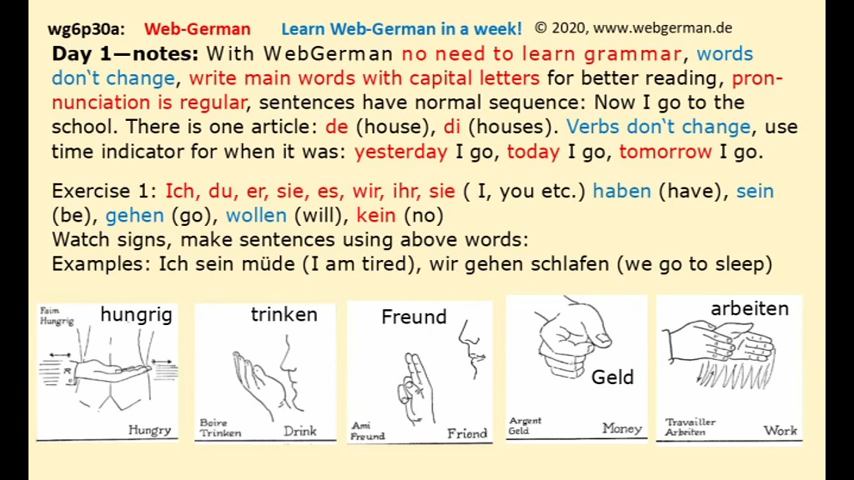 wg6p30a: Web-German Learn Web-German in a week! © 2020, www.webgerman.de
Day 1—notes: With WebGerman no need to learn grammar, words
don‘t change, write main words with capital letters for better reading, pron-
nunciation is regular, sentences have normal sequence: Now I go to the
school. There is one article: de (house), di (houses). Verbs don‘t change, use
time indicator for when it was: yesterday I go, today I go, tomorrow I go.
Exercise 1: Ich, du, er, sie, es, wir, ihr, sie ( I, you etc.) haben (have), sein
(be), gehen (go), wollen (will), kein (no)
Watch signs, make sentences using above words:
Examples: Ich sein müde (I am tired), wir gehen schlafen (we go to sleep)
Faim
Hungrig
hungrig
Hungry
trinken
Boire
Trinken
Drink
Freund
Ami
Freund
Friend
Geld
Argent
Geld
Money
arbeiten
Travailler
Arbeiten
Work